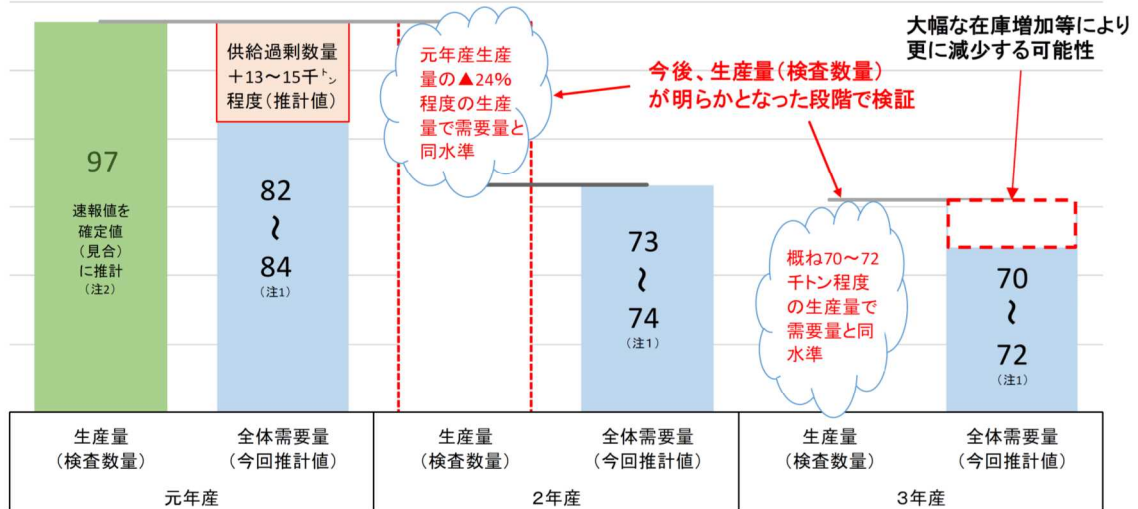 大幅な在庫増加等により
更に減少する可能性
供給過剰数量
＋13～15千㌧
程度（推計値）
元年産生産
量の▲24%
程度の生産
量で需要量と
同水準
今後、生産量（検査数量）
が明らかとなった段階で検証
97
速報値を
確定値
（見合）
に推計
（注2）
82
～
84
（注1）
73
～
74
（注1）
概ね70～72
千トン程度
の生産量で
需要量と同
水準
70
～
72
（注1）
生産量
（検査数量）
全体需要量
（今回推計値）
生産量
（検査数量）
全体需要量
（今回推計値）
生産量
（検査数量）
全体需要量
（今回推計値）
元年産
2年産
3年産